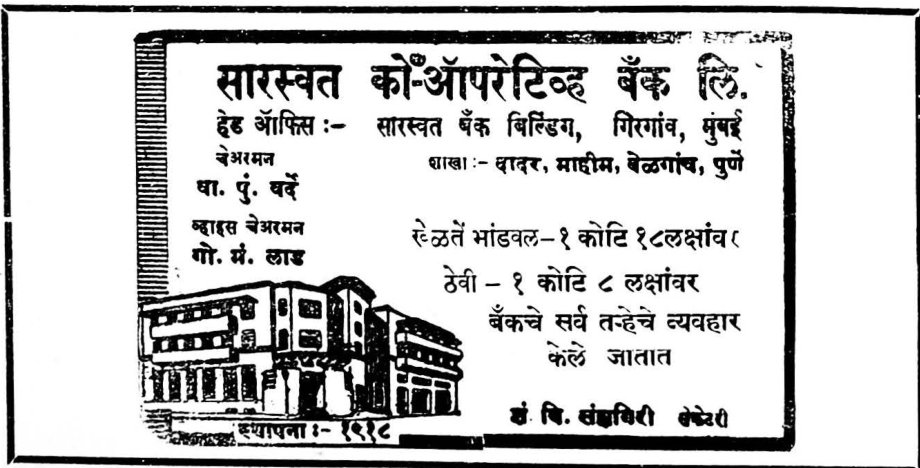 सारस्वत को-ऑपरेटिव्ह बँक लि.
हेड ऑफिस :- सारस्वत बँक बिल्डिंग, गिरगांव, मुंबई
चेअरमन
शाखा :- दादर, माहीम, बेळगांव, पुणें
धा. पुं. वर्दे
व्हाइस चेअरमन
गो. मं. लाड
खेळतें भांडवल-१ कोटि १८ लक्षांवर
ठेवी - १ कोटि ८ लक्षांवर
बँकचे सर्व तऱ्हेचे व्यवहार
केले जातात
सेक्रेटरी
स्थापना :- १९१८